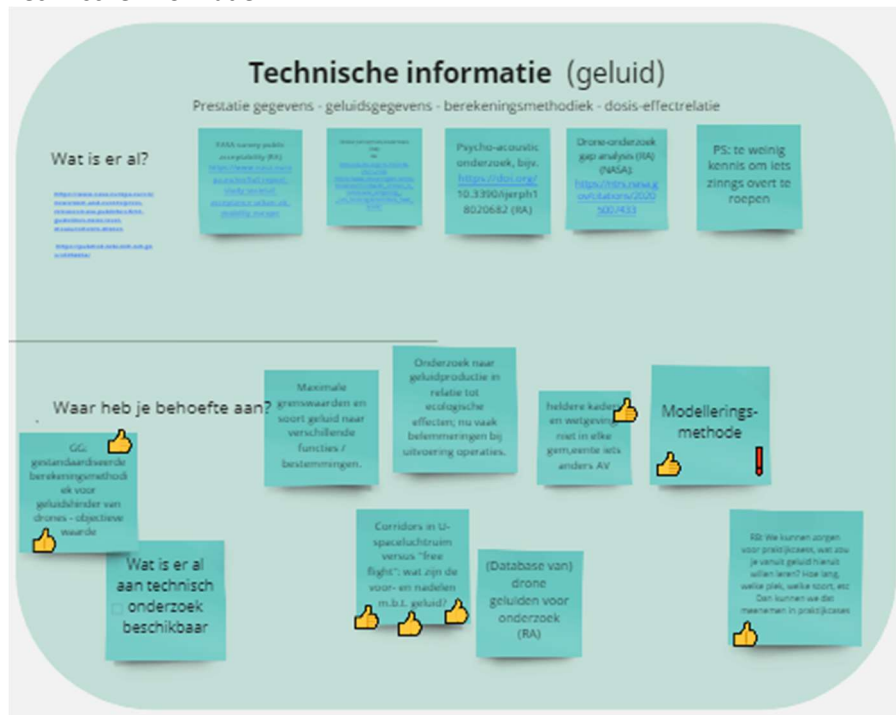 Technische informatie (geluid)
Prestatie gegevens - geluidsgegevens - berekeningsmethodiek - dosis-effectrelatie
Wat is er al?
Psycho-acoustic
onderzoek, bijv.
https://doi.org/
10.3390/ijerph1
8020682 (RA)
Drone-onderzoek
gap analysis (RA)
(NASA):
PS: te weinig
kennis om iets
zinngs overt te
roepen
Waar heb je behoefte aan?
GG:
gestandaardiseerde
berekeningsmethodi
ek voor
geluidshinder van
drones - objectieve
waarde
Wat is er al
aan technisch
onderzoek
beschikbaar
Maximale
grenswaarden en
soort geluid naar
verschillende
functies /
bestemmingen.
Onderzoek naar
geluidproductie in
relatie tot
ecologische
effecten; nu vaak
belemmeringen bij
uitvoering operaties.
heldere kaders
en wetgeving
niet in elke
gem,eente iets
anders AV
Modellerings-
methode
Corridors in U-
spaceluchtruim
versus "free
flight": wat zijn de
voor- en nadelen
m.b.t. geluid?
(Database van)
drone
geluiden voor
onderzoek
(RA)
RB: We kunnen zorgen
voor praktijkcases, wat zou
je vanuit geluid hieruit
willen leren? Hoe lang,
welke plek, welke soort, etc
Dan kunnen we dat
meenemen in praktijkcases